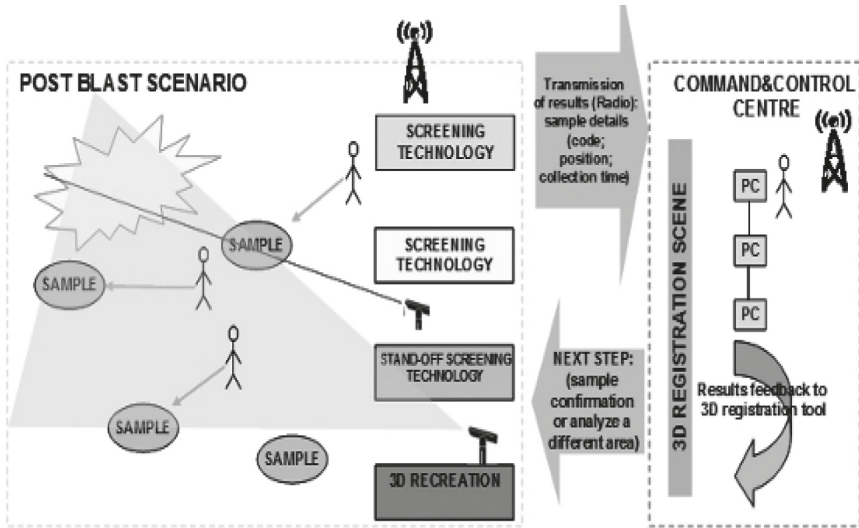 POST BLAST SCENARIO
SCREENING
TECHNOLOGY
SAMPLE
SCREENING
TECHNOLOGY
SAMPLE
STAND-OFF SCREENING
TECHNOLOGY
SAMPLE
SAMPLE
3D RECREATION
Transmission
of results (Radio):
sample details
(code;
position;
collection time)
NEXT STEP:
(sample
confirmation
or analyze a
different area)
COMMAND&CONTROL
CENTRE
3D REGISTRATION SCENE
PC
PC
PC
Results feedback to
3D registration tool